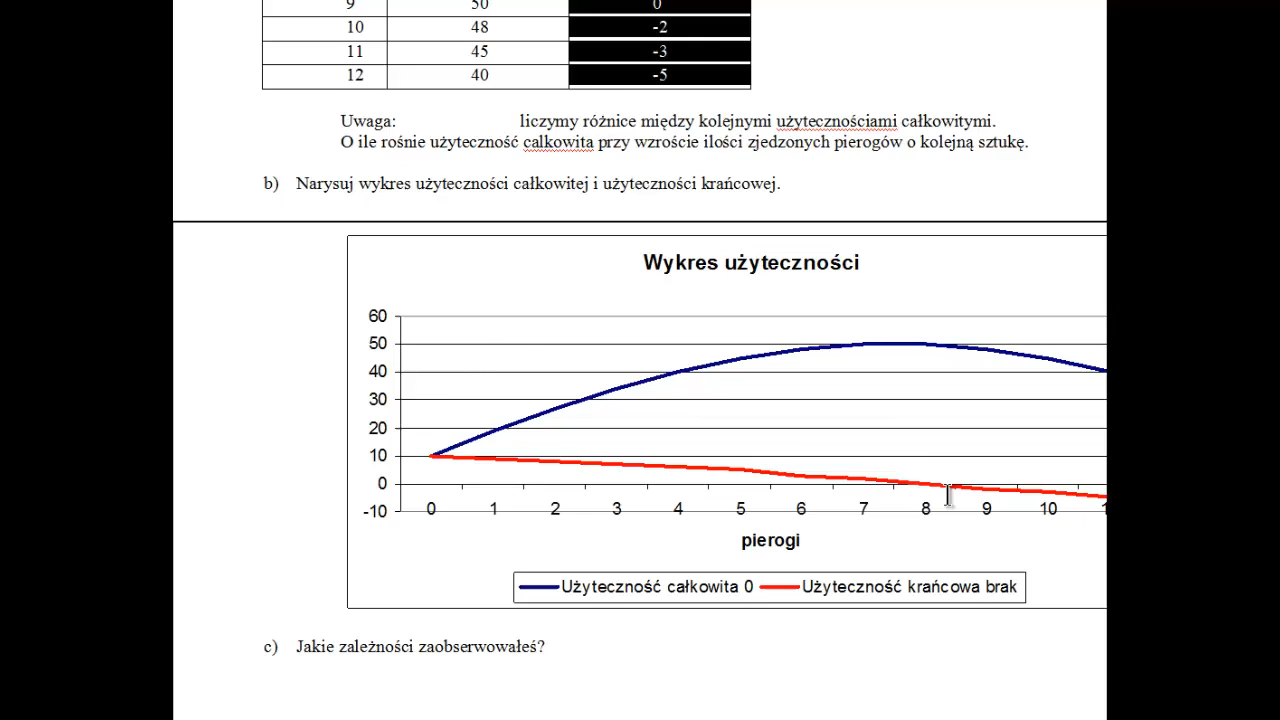 9 50 0
10 48 -2
11 45 -3
12 40 -5
Uwaga: liczymy różnice między kolejnymi użytecznościami całkowitymi.
O ile rośnie użyteczność calkowita przy wzroście ilości zjedzonych pierogów o kolejną sztukę.
b) Narysuj wykres użyteczności całkowitej i użyteczności krańcowej.
Wykres użyteczności
60
50
40
30
20
10
0
-10
0 1 2 3 4 5 6 7 8 9 10
pierogi
Użyteczność całkowita 0 Użyteczność krańcowa brak
c) Jakie zależności zaobserwowałeś?